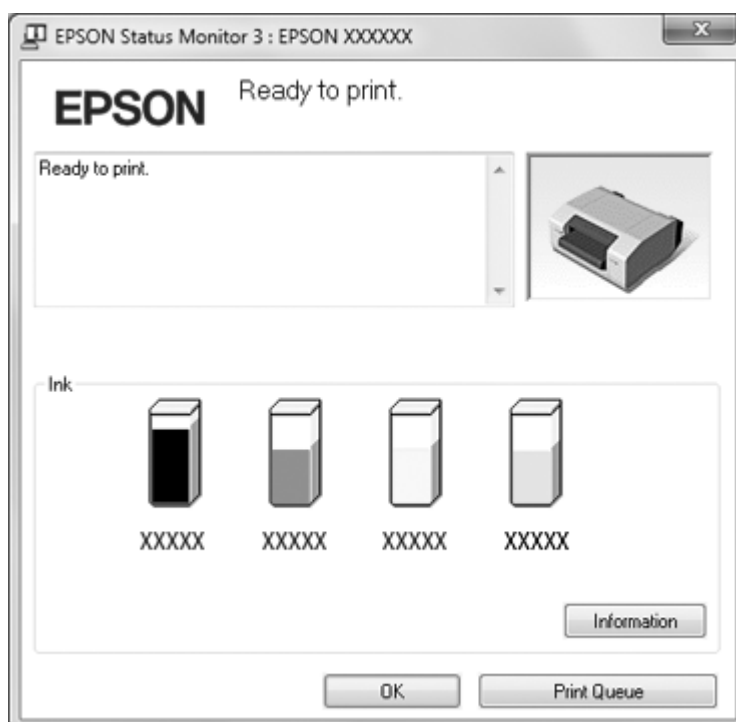 EPSON Status Monitor 3 : EPSON XXXXXX
EPSON
Ready to print.
Ready to print.
Ink
XXXXX XXXXX XXXXX XXXXX
Information
OK Print Queue